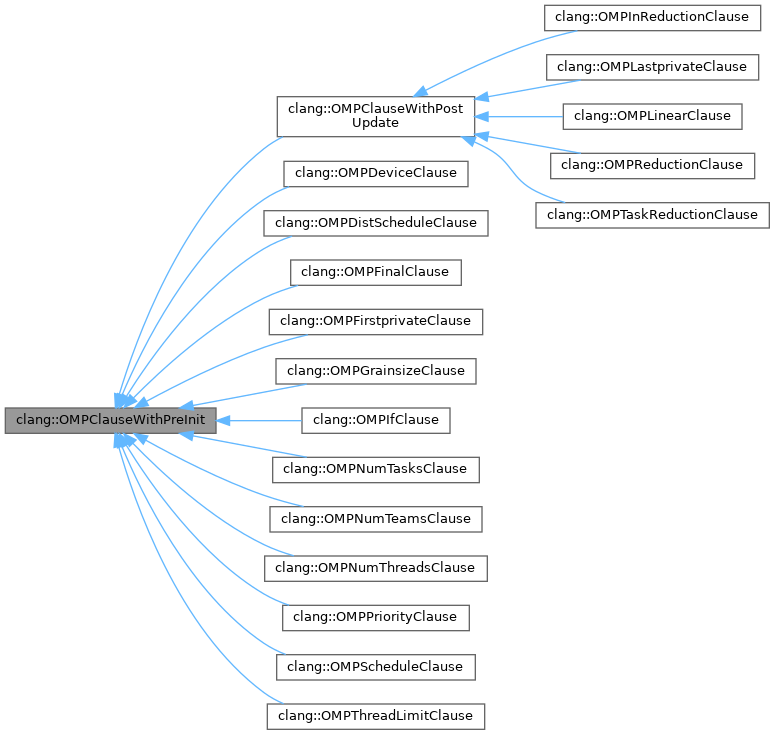 clang::OMPInReductionClause
clang::OMPLastprivateClause
clang::OMPClauseWithPost
Update
clang::OMPLinearClause
clang::OMPReductionClause
clang::OMPDeviceClause
clang::OMPTaskReductionClause
clang::OMPDistScheduleClause
clang::OMPFinalClause
clang::OMPFirstprivateClause
clang::OMPGrainsizeClause
clang::OMPClauseWithPreInit
clang::OMPIfClause
clang::OMPNumTasksClause
clang::OMPNumTeamsClause
clang::OMPNumThreadsClause
clang::OMPPriorityClause
clang::OMPScheduleClause
clang::OMPThreadLimitClause